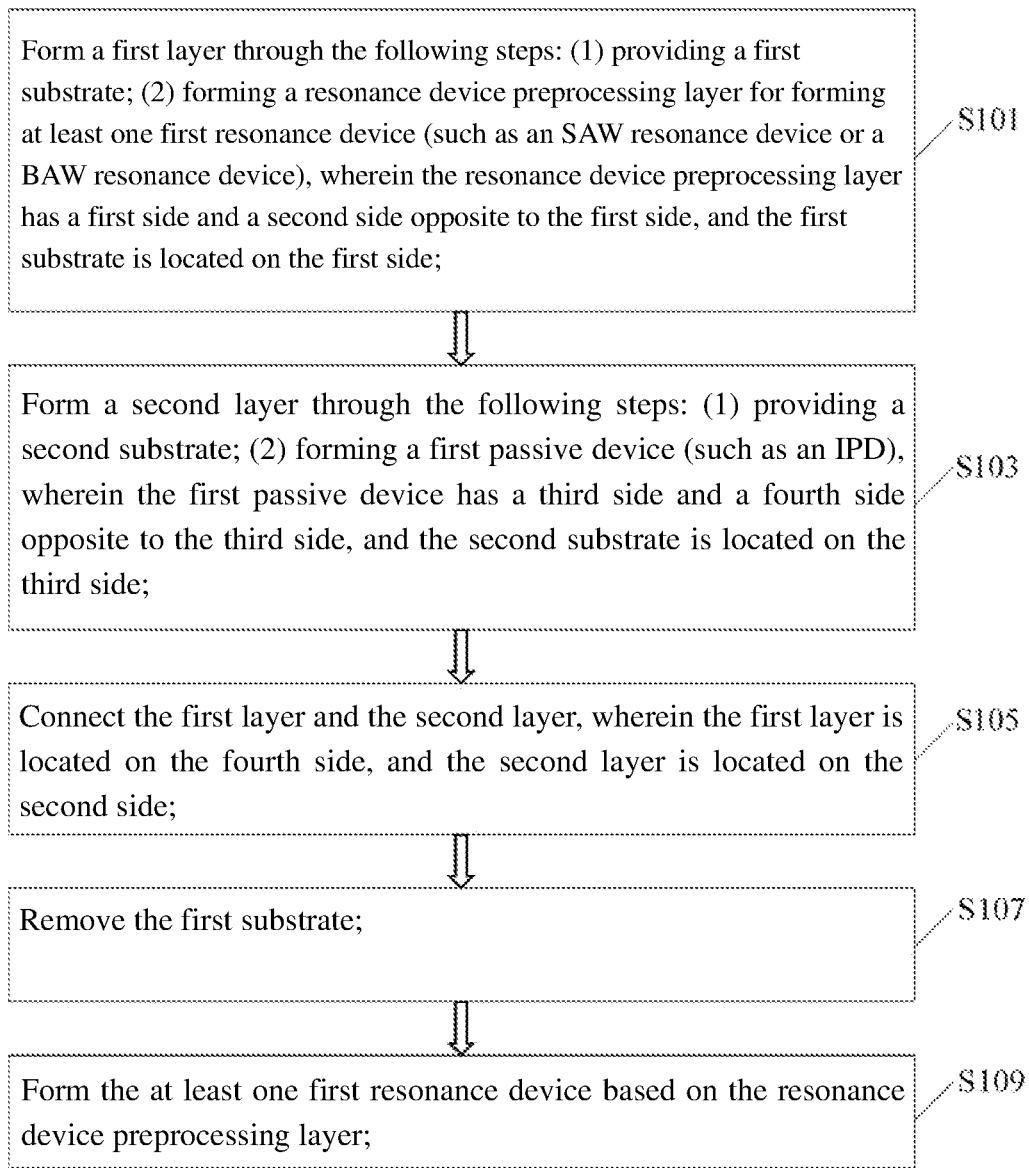 Form a first layer through the following steps: (1) providing a first
substrate; (2) forming a resonance device preprocessing layer for forming
at least one first resonance device (such as an SAW resonance device or a
BAW resonance device), wherein the resonance device preprocessing layer
has a first side and a second side opposite to the first side, and the first
substrate is located on the first side;
S101
Form a second layer through the following steps: (1) providing a
second substrate; (2) forming a first passive device (such as an IPD),
wherein the first passive device has a third side and a fourth side
opposite to the third side, and the second substrate is located on the
third side;
S103
Connect the first layer and the second layer, wherein the first layer is
located on the fourth side, and the second layer is located on the
second side;
S105
Remove the first substrate;
S107
Form the at least one first resonance device based on the resonance
device preprocessing layer;
S109